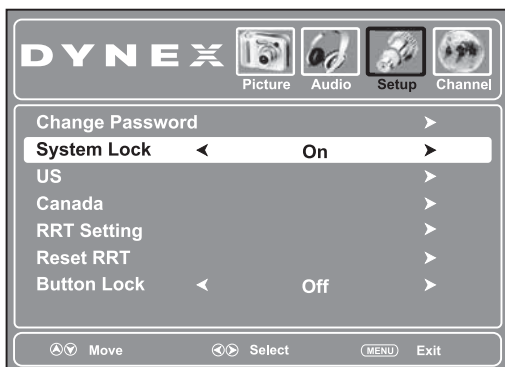 DYNEX
Picture Audio Setup Channel
Change Password
System Lock On
US
Canada
RRT Setting
Reset RRT
Button Lock Off
Move Select MENU Exit